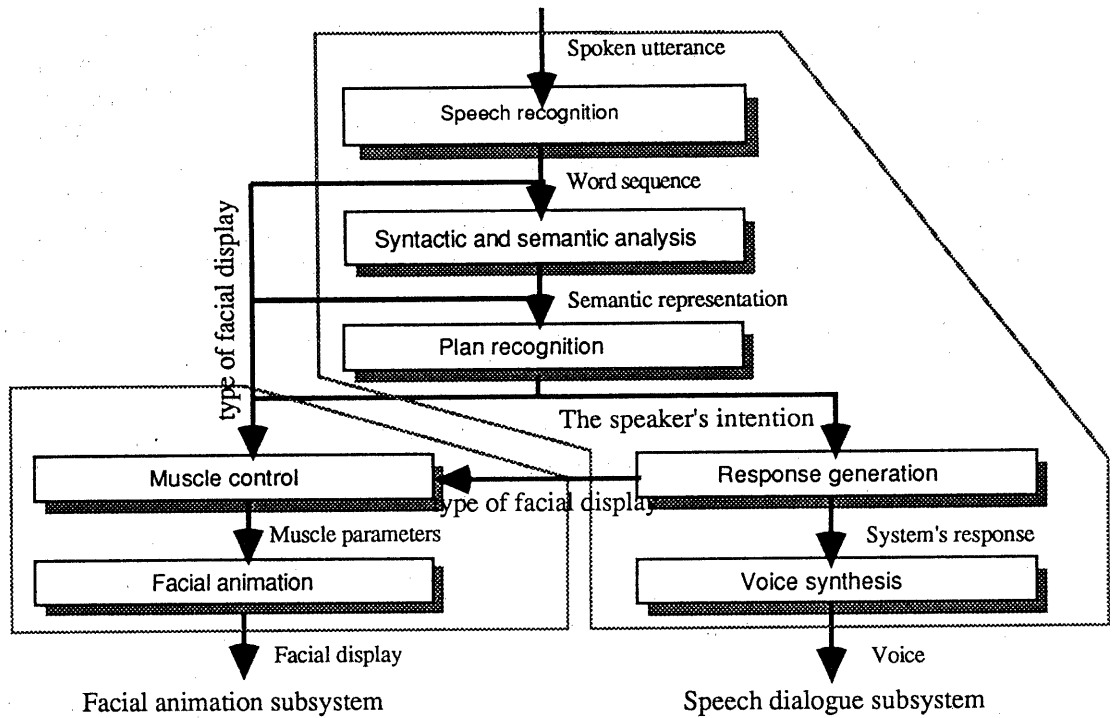 Spoken utterance
Speech recognition
Word sequence
Syntactic and semantic analysis
Semantic representation
Plan recognition
type of facial display
The speaker's intention
Muscle control
Response generation
type of facial display
Muscle parameters
System's response
Facial animation
Voice synthesis
Facial display
Voice
Facial animation subsystem
Speech dialogue subsystem